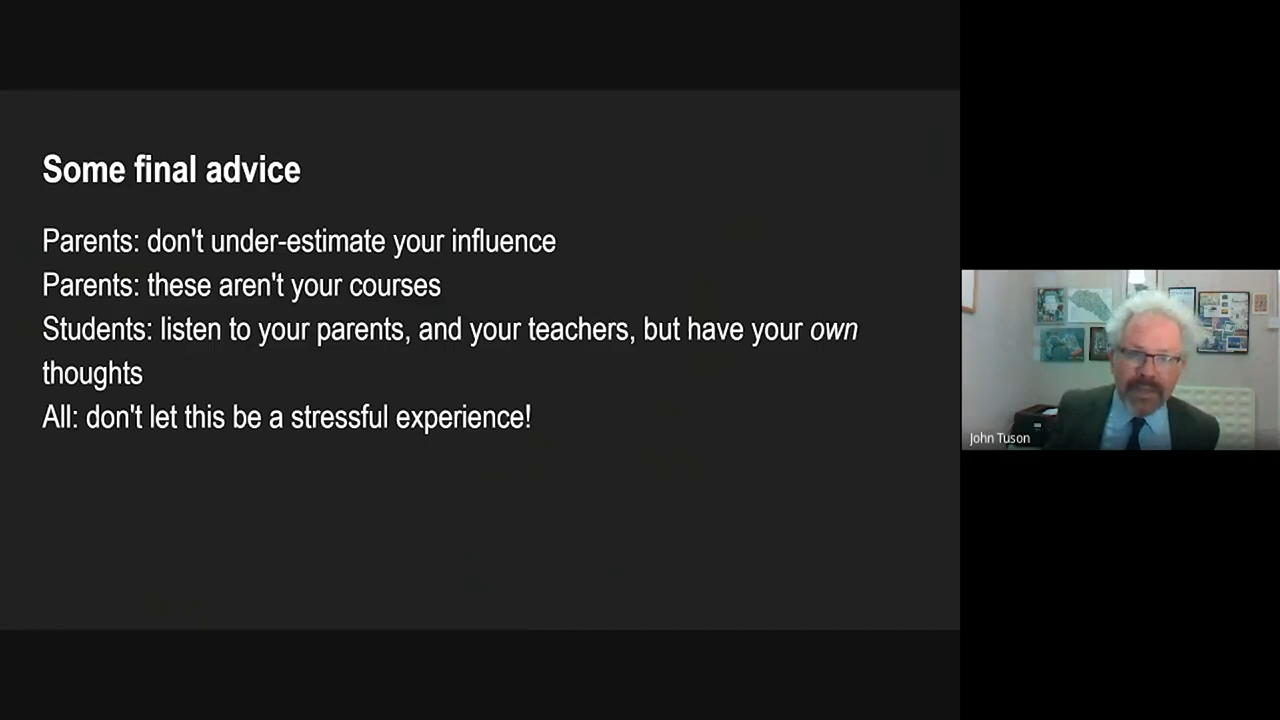 Some final advice
Parents: don't under-estimate your influence
Parents: these aren't your courses
Students: listen to your parents, and your teachers, but have your own
thoughts
All: don't let this be a stressful experience!
John Tuson